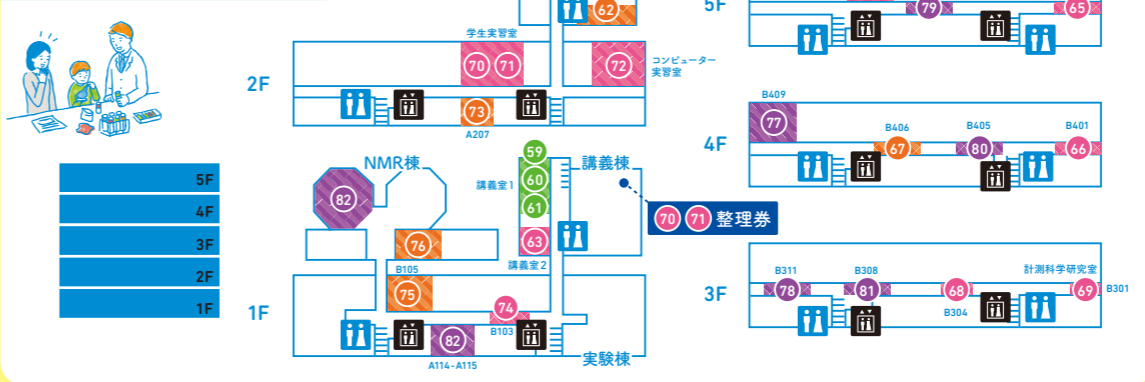 62
学生実習室
70 71
72
コンピューター
実習室
2F
73
A207
5F
4F
3F
2F
1F
NMR棟
82
59
60
61
講義室1
63
講義室2
講義棟
70 71 整理券
76
B105
75
74
B103
1F
82
A114-A115
実験棟
5F
79
65
B409
77
4F
B406
67
B405
80
B401
66
3F
B311
78
B308
81
68
B304
計測科学研究室
69
B301